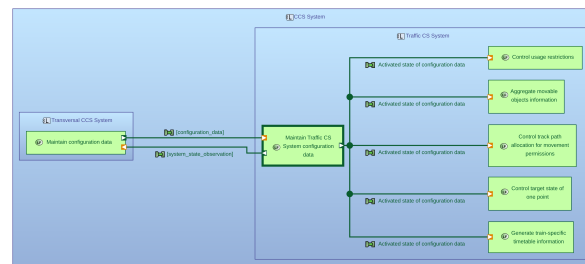 CCS System
Traffic CS System
Activated state of configuration data
Control usage restrictions
Activated state of configuration data
Aggregate movable
objects information
Transversal CCS System
Maintain configuration data
[configuration_data]
[system_state_observation]
Maintain Traffic CS
System configuration
data
Activated state of configuration data
Control track path
allocation for movement
permissions
Activated state of configuration data
Control target state of
one point
Activated state of configuration data
Generate train-specific
timetable information